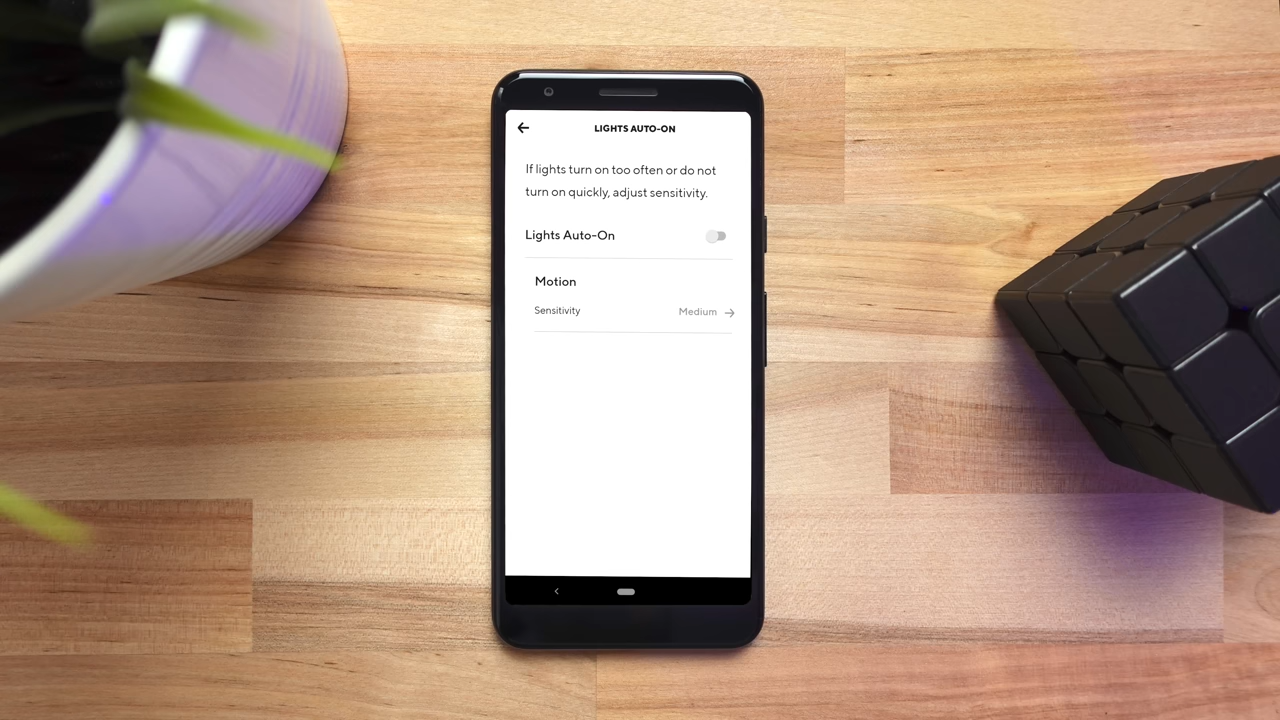 LIGHTS AUTO-ON
If lights turn on too often or do not
turn on quickly, adjust sensitivity.
Lights Auto-On
Motion
Sensitivity Medium